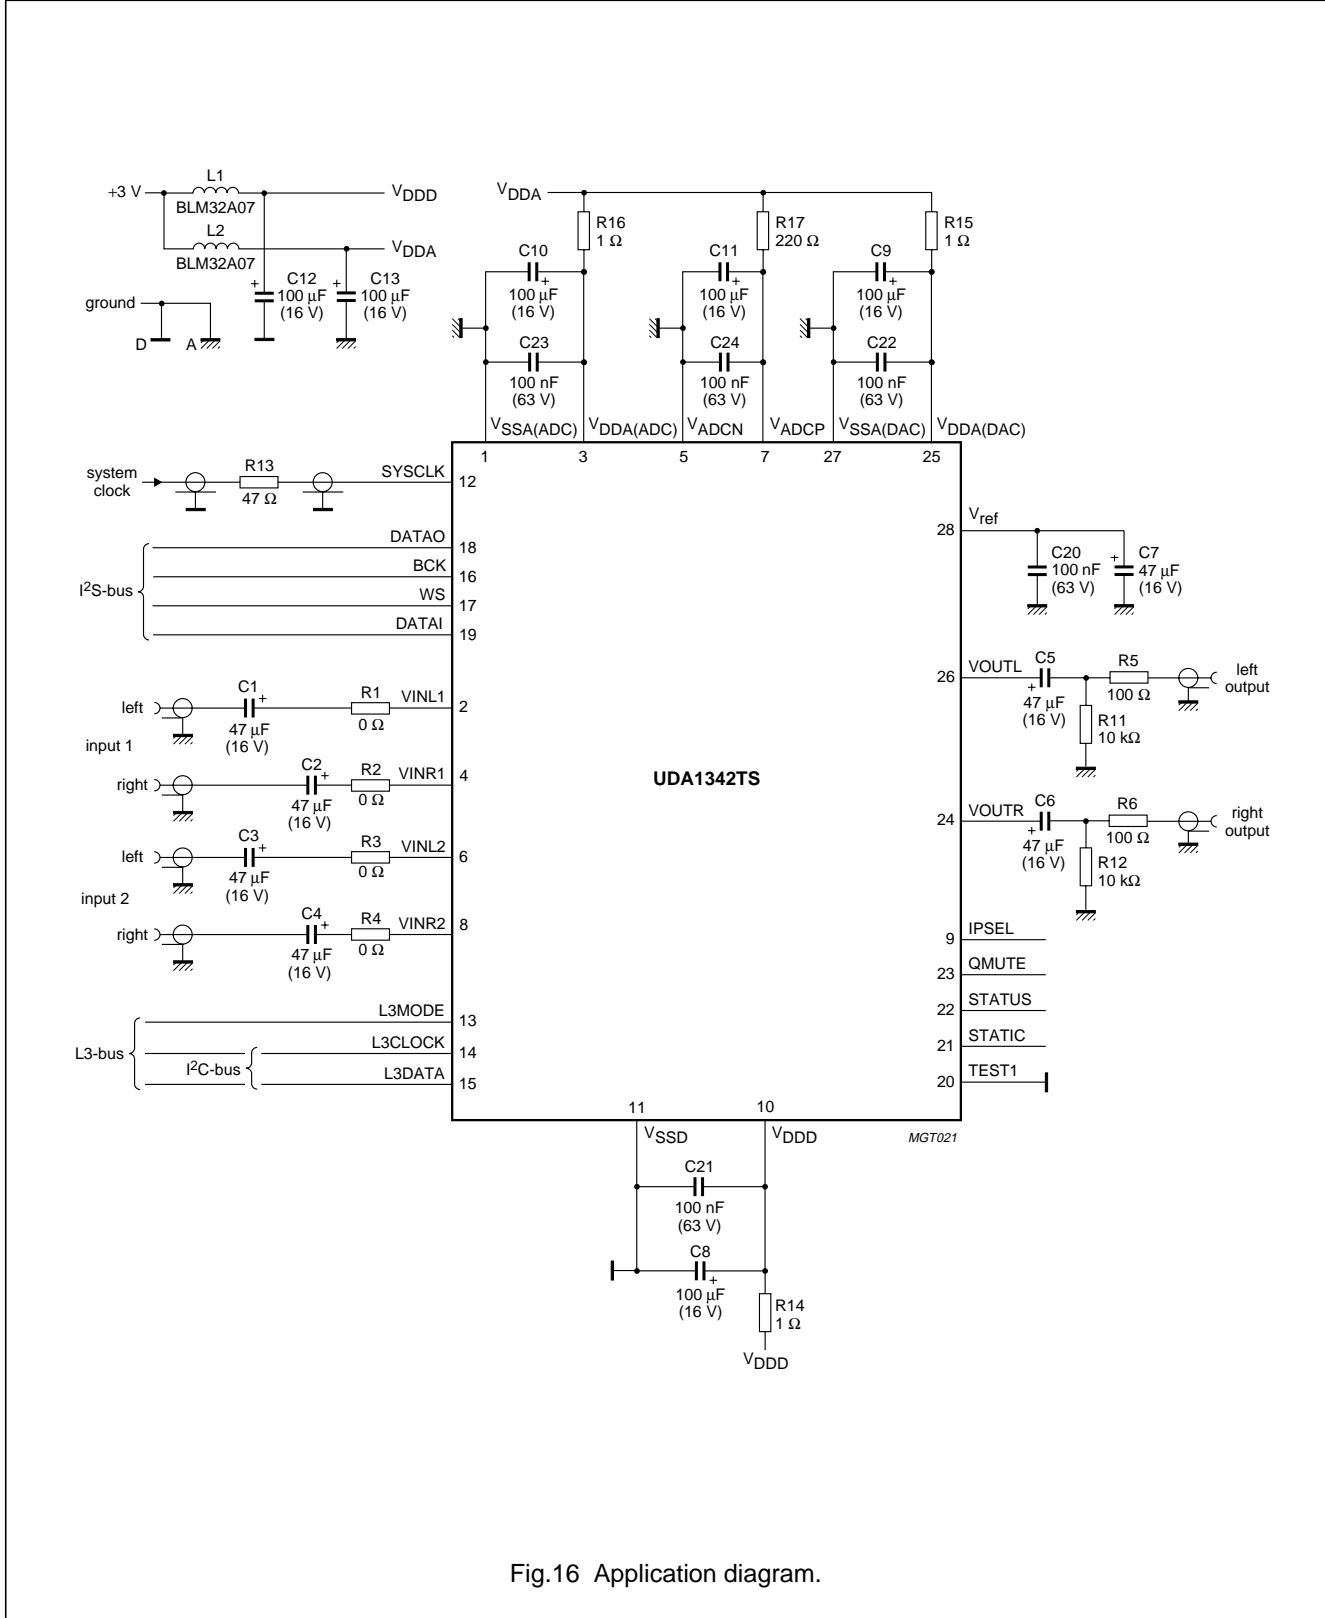 L1
+3 V
BLM32A07
VDDD
L2
BLM32A07
VDDA
C12
100 µF
(16 V)
+
C13
100 µF
(16 V)
+
ground
D
A
VDDA
R16
1 Ω
R17
220 Ω
R15
1 Ω
C10
+
100 µF
(16 V)
C11
+
100 µF
(16 V)
C9
+
100 µF
(16 V)
C23
100 nF
(63 V)
C24
100 nF
(63 V)
C22
100 nF
(63 V)
VSSA(ADC)
VDDA(ADC)
VADCN
VADCP
VSSA(DAC)
VDDA(DAC)
1
3
5
7
27
25
system
clock
R13
47 Ω
SYSCLK
12
I2S-bus
DATAO
18
BCK
16
WS
17
DATAI
19
left
C1
+
47 µF
(16 V)
R1
0 Ω
VINL1
2
input 1
right
C2
+
47 µF
(16 V)
R2
0 Ω
VINR1
4
left
C3
+
47 µF
(16 V)
R3
0 Ω
VINL2
6
input 2
right
C4
+
47 µF
(16 V)
R4
0 Ω
VINR2
8
L3-bus
I2C-bus
L3MODE
13
L3CLOCK
14
L3DATA
15
UDA1342TS
28
Vref
C20
100 nF
(63 V)
+
C7
47 µF
(16 V)
26
VOUTL
C5
+
47 µF
(16 V)
R5
100 Ω
R11
10 kΩ
left
output
24
VOUTR
C6
+
47 µF
(16 V)
R6
100 Ω
R12
10 kΩ
right
output
9
IPSEL
23
QMUTE
22
STATUS
21
STATIC
20
TEST1
11
10
VSSD
VDDD
MGT021
C21
100 nF
(63 V)
C8
+
100 µF
(16 V)
R14
1 Ω
VDDD
Fig.16 Application diagram.